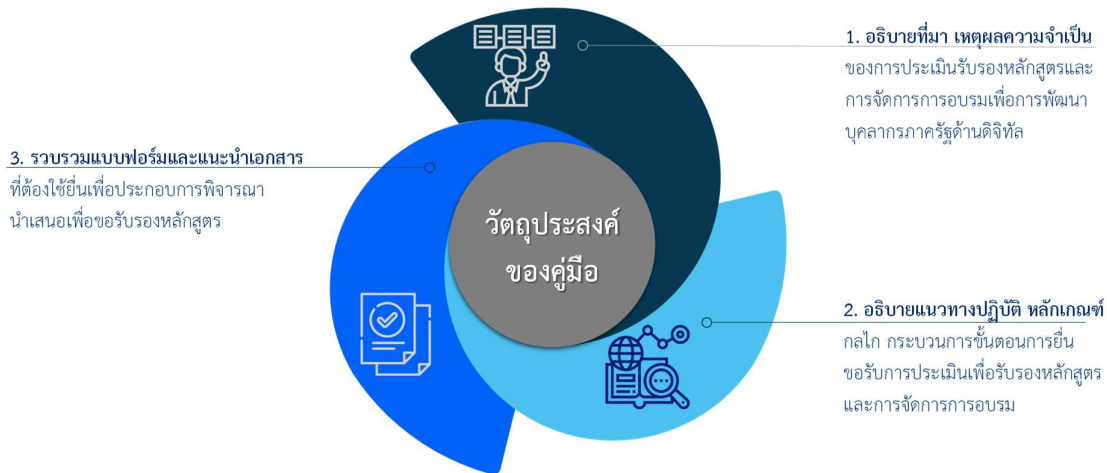 วัตถุประสงค์
ของคู่มือ
1. อธิบายที่มา เหตุผลความจำเป็น
ของการประเมินรับรองหลักสูตรและ
การจัดการการอบรมเพื่อการพัฒนา
บุคลากรภาครัฐด้านดิจิทัล
2. อธิบายแนวทางปฏิบัติ หลักเกณฑ์
กลไก กระบวนการขั้นตอนการยื่น
ขอรับการประเมินเพื่อรับรองหลักสูตร
และการจัดการการอบรม
3. รวบรวมแบบฟอร์มและแนะนำเอกสาร
ที่ต้องใช้ยื่นเพื่อประกอบการพิจารณา
นำเสนอเพื่อขอรับรองหลักสูตร